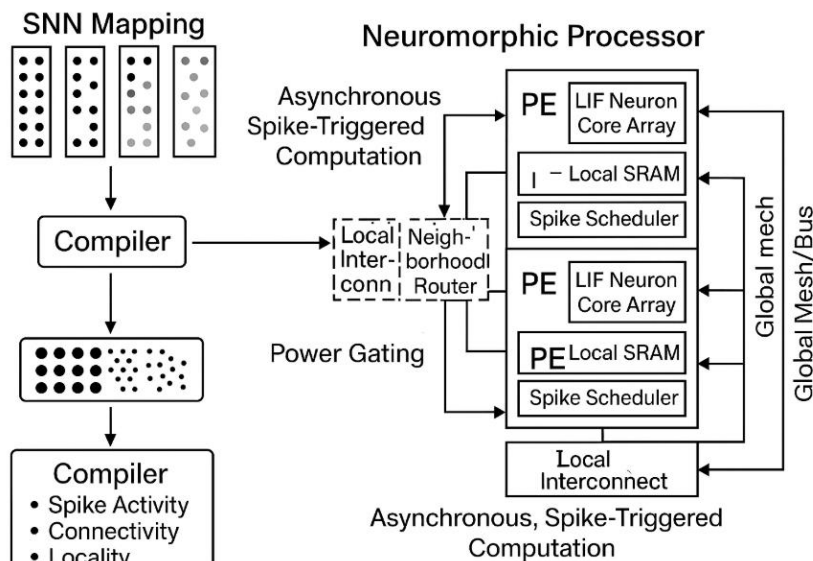 SNN Mapping
Compiler
Compiler
• Spike Activity
• Connectivity
• Locality
Neuromorphic Processor
Asynchronous
Spike-Triggered
Computation
Local
Inter-
conn
Neigh-'
borhood
Router
Power Gating
PE
LIF Neuron
Core Array
I – Local SRAM
Spike Scheduler
PE
LIF Neuron
Core Array
PE Local SRAM
Spike Scheduler
Local
Interconnect
Global mech
Global Mesh/Bus
Asynchronous, Spike-Triggered
Computation